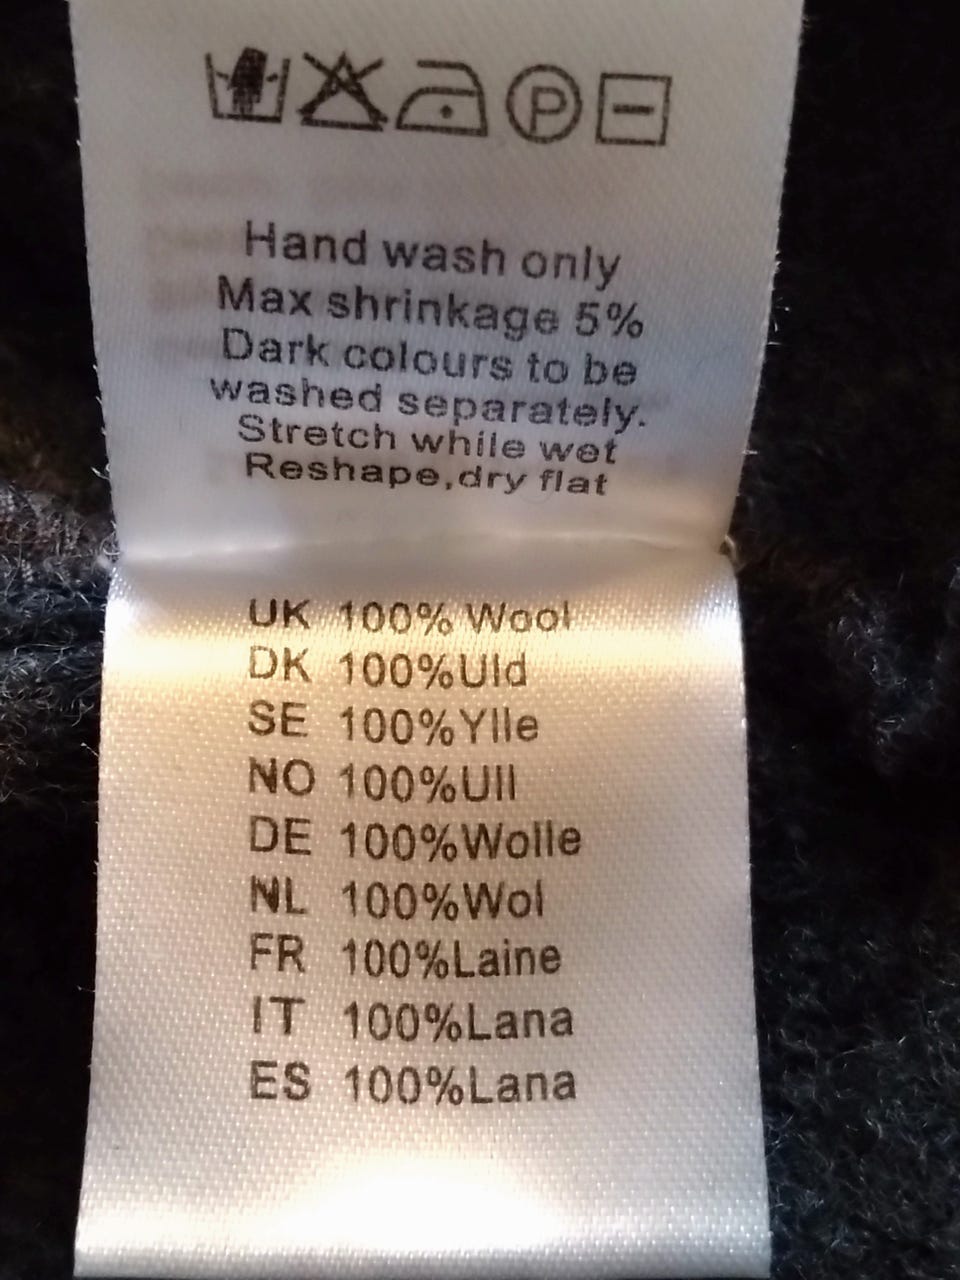 P
Hand wash only
Max shrinkage 5%
Dark colours to be
washed separately.
Stretch while wet
Reshape,dry flat
UK 100% Wool
DK 100%Uld
SE 100%Ylle
NO 100%Ull
DE 100%Wolle
NL 100%Wol
FR 100%Laine
IT 100%Lana
ES 100%Lana